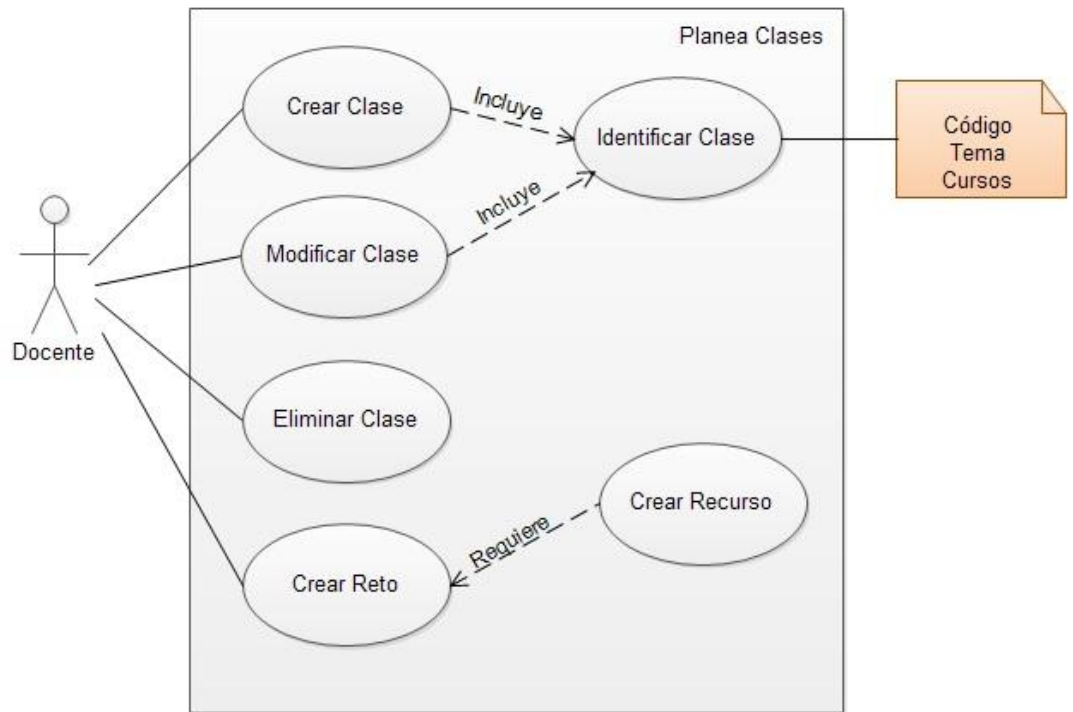 Planea Clases
Crear Clase
Incluye
Identificar Clase
Código
Tema
Cursos
Incluye
Modificar Clase
Docente
Eliminar Clase
Crear Recurso
Requiere
Crear Reto